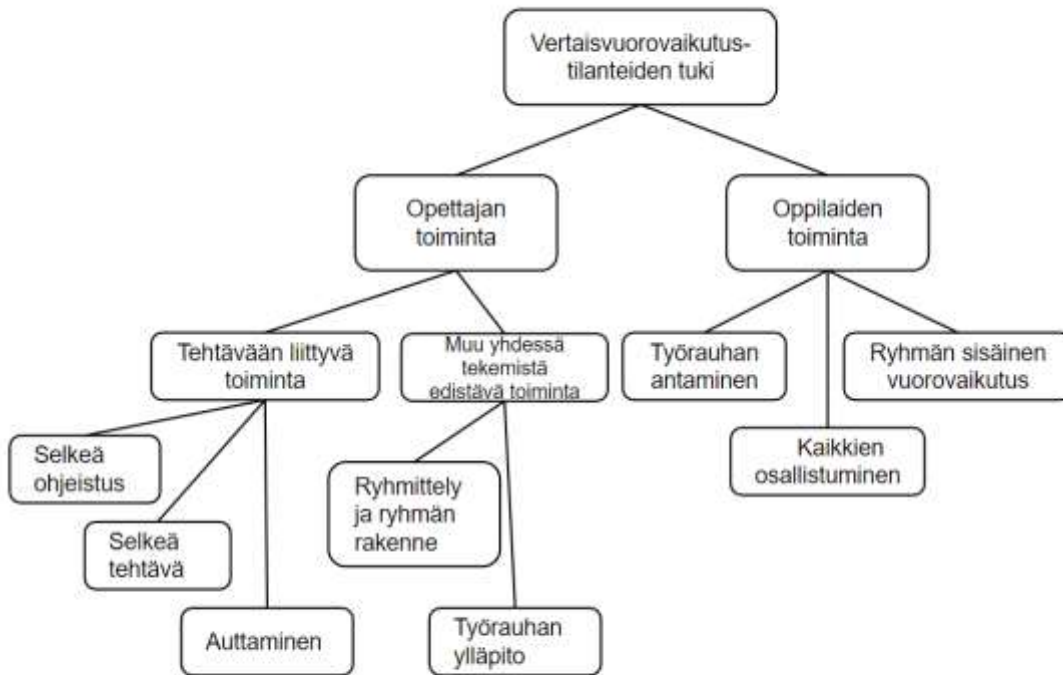 Vertaisvuorovaikutus-
tilanteiden tuki
Opettajan
toiminta
Oppilaiden
toiminta
Tehtävään liittyvä
toiminta
Muu yhdessä
tekemistä
edistävä toiminta
Työrauhan
antaminen
Ryhmän sisäinen
vuorovaikutus
Kaikkien
osallistuminen
Selkeä
ohjeistus
Selkeä
tehtävä
Auttaminen
Ryhmittely
ja ryhmän
rakenne
Työrauhan
ylläpito